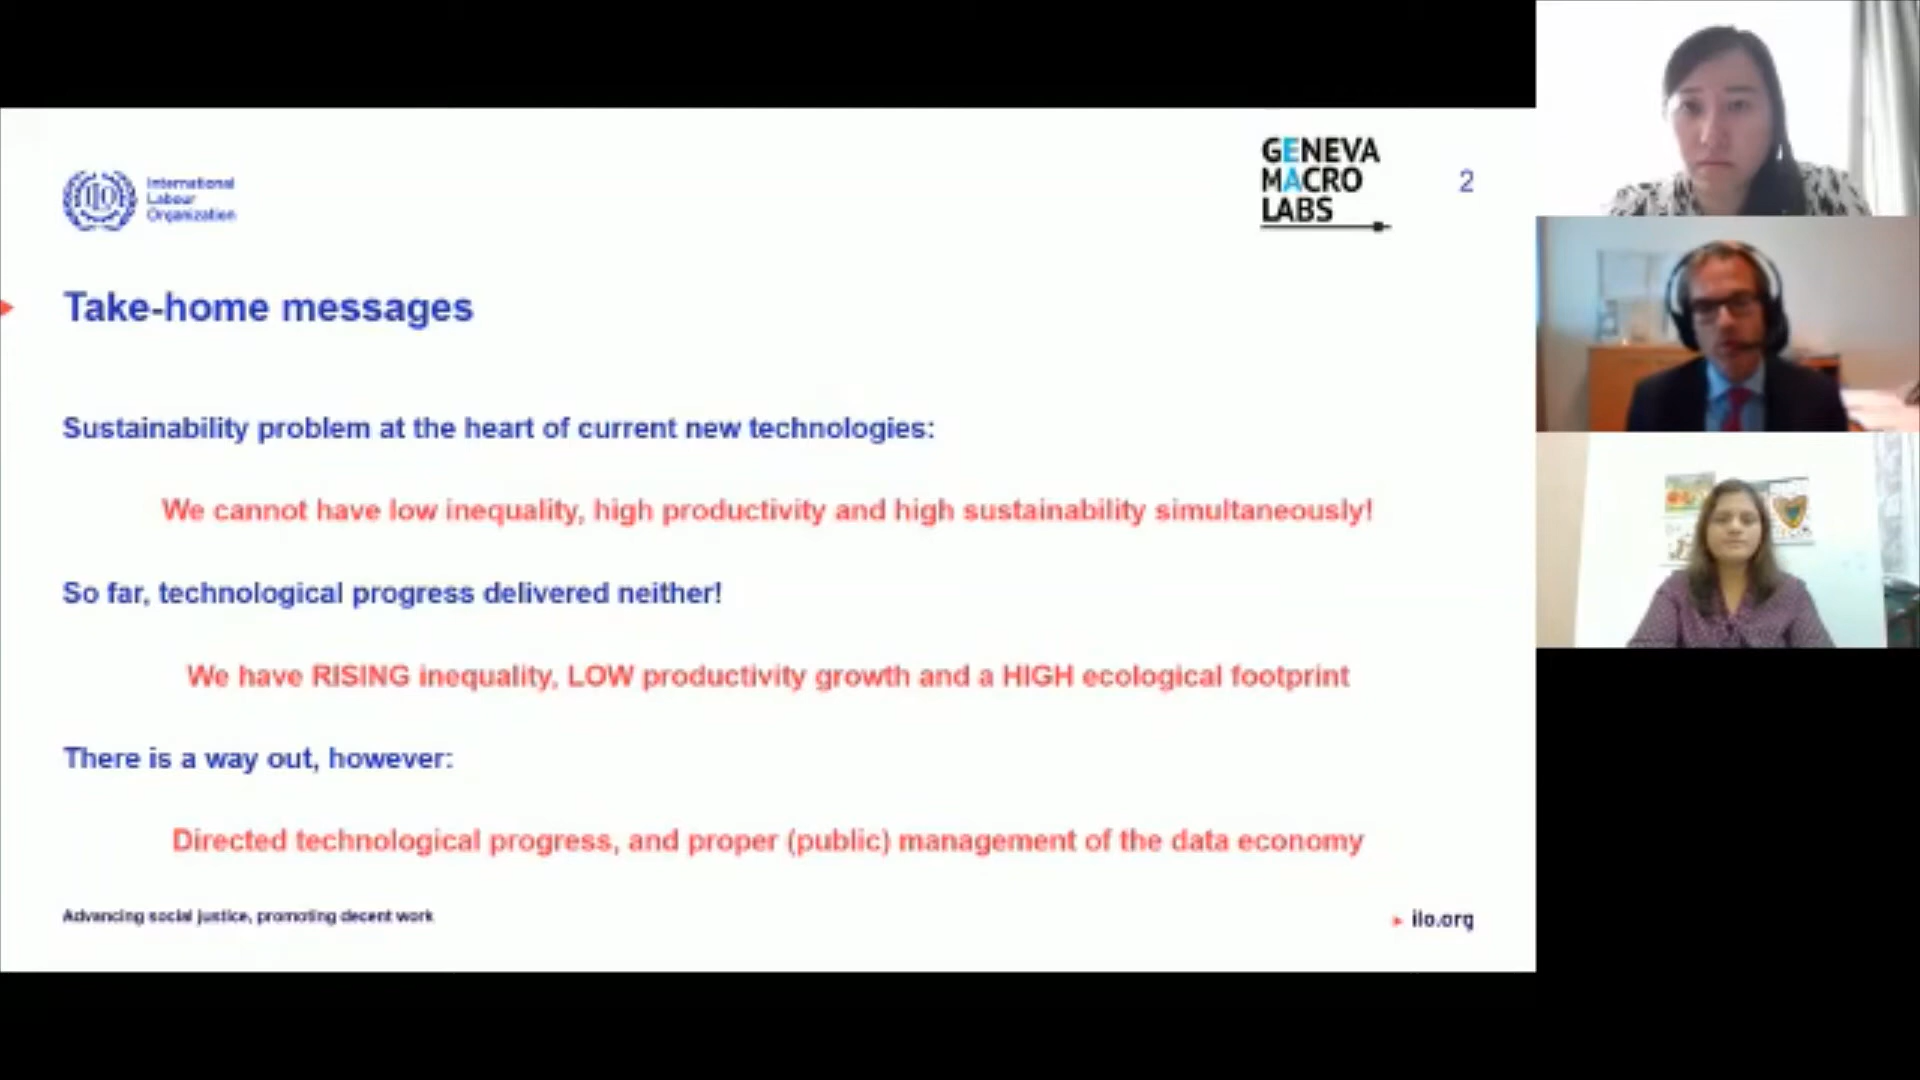 International
Labour
Organization
GENEVA
MACRO
LABS
2
Take-home messages
Sustainability problem at the heart of current new technologies:
We cannot have low inequality, high productivity and high sustainability simultaneously!
So far, technological progress delivered neither!
We have RISING inequality, LOW productivity growth and a HIGH ecological footprint
There is a way out, however:
Directed technological progress, and proper (public) management of the data economy
Advancing social justice, promoting decent work
ilo.org